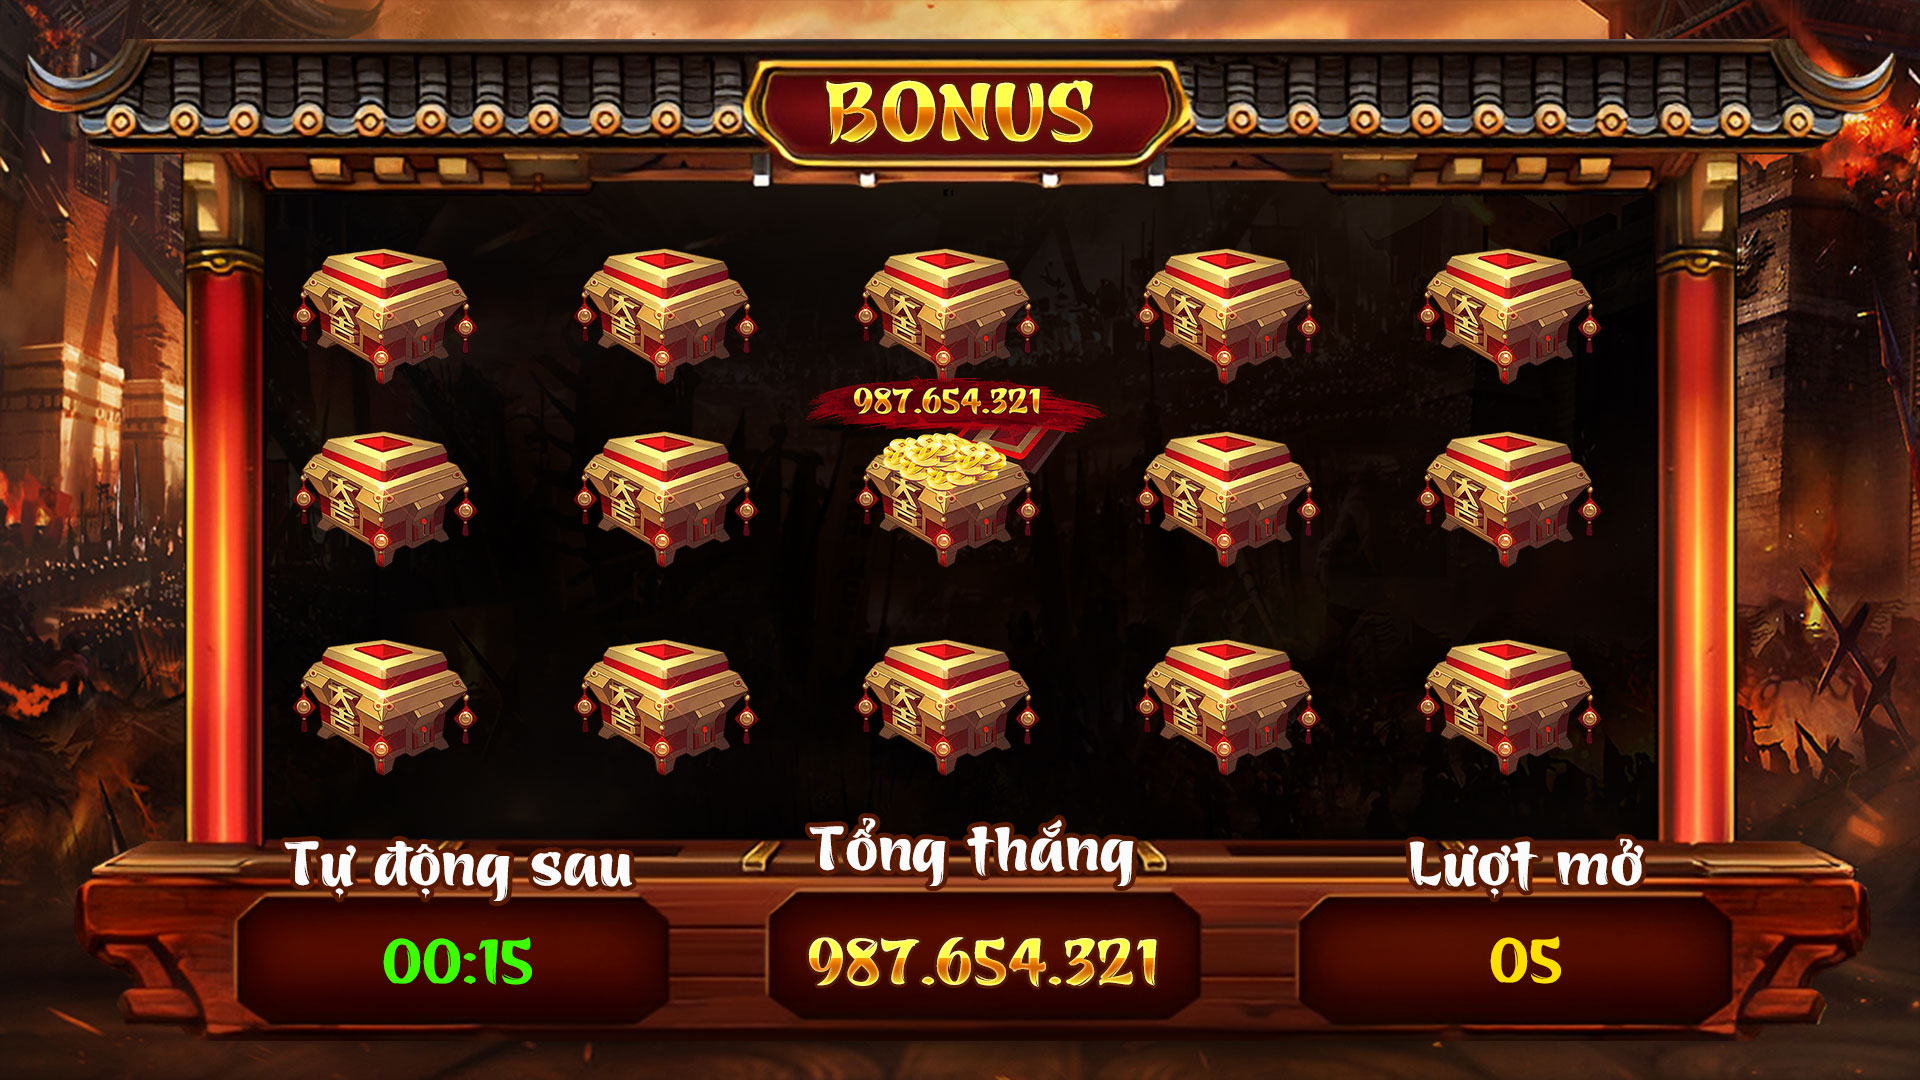 BONUS
987.654.321
Tự động sau
Tổng thắng
Lượt mở
00:15
987.654.321
05